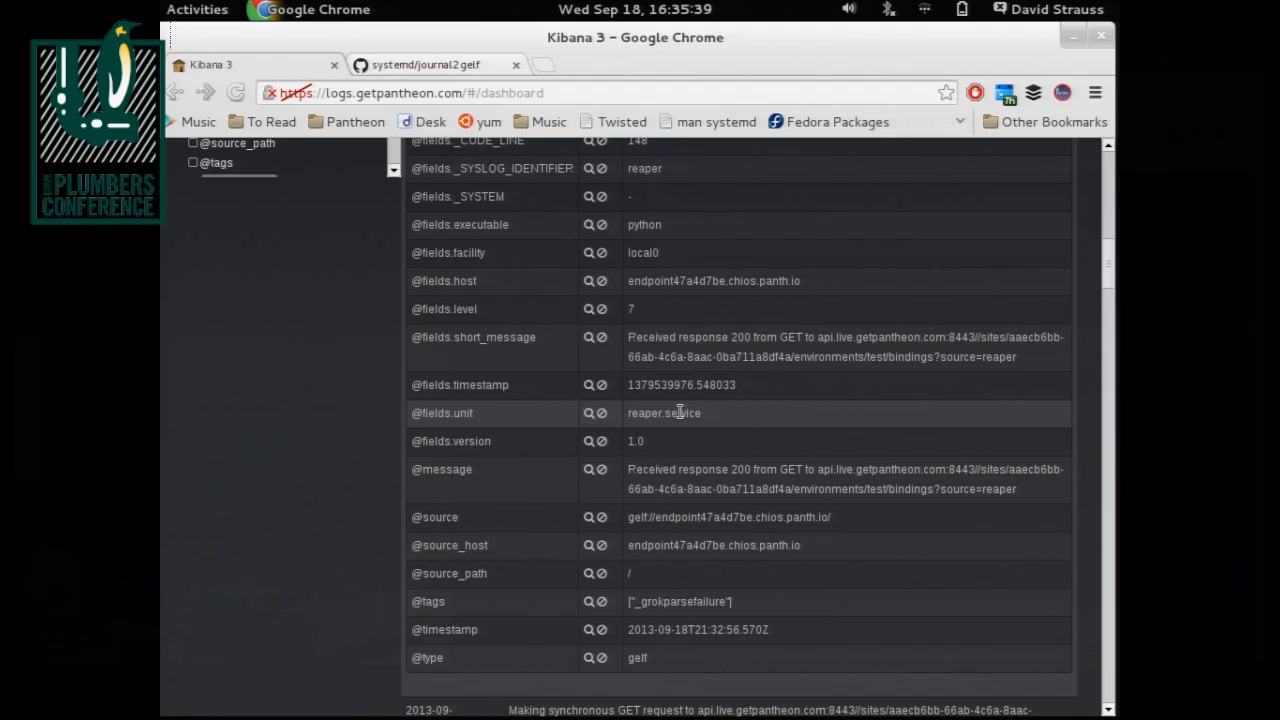 Activities
Google Chrome
Wed Sep 18, 16:35:39
David Strauss
Kibana 3 - Google Chrome
Kibana 3
systemd/journal2gelf
https://logs.getpantheon.com/#/dashboard
7h
Music
To Read
Pantheon
Desk
yum
Music
Twisted
man systemd
Fedora Packages
Other Bookmarks
LINUX
PLUMBERS
CONFERENCE
@source_path
@tags
@fields._CODE_LINE 148
@fields._SYSLOG_IDENTIFIER reaper
@fields._SYSTEM -
@fields.executable python
@fields.facility local0
@fields.host endpoint47a4d7be.chios.panth.io
@fields.level 7
@fields.short_message Received response 200 from GET to api.live.getpantheon.com:8443//sites/aaecb6bb-
66ab-4c6a-8aac-0ba711a8df4a/environments/test/bindings?source=reaper
@fields.timestamp 1379539976.548033
@fields.unit reaper.service
@fields.version 1.0
@message Received response 200 from GET to api.live.getpantheon.com:8443//sites/aaecb6bb-
66ab-4c6a-8aac-0ba711a8df4a/environments/test/bindings?source=reaper
@source gelf://endpoint47a4d7be.chios.panth.io/
@source_host endpoint47a4d7be.chios.panth.io
@source_path /
@tags ["_grokparsefailure"]
@timestamp 2013-09-18T21:32:56.570Z
@type gelf
2013-09- Making synchronous GET request to api.live.getpantheon.com:8443//sites/aaecb6bb-66ab-4c6a-8aac-